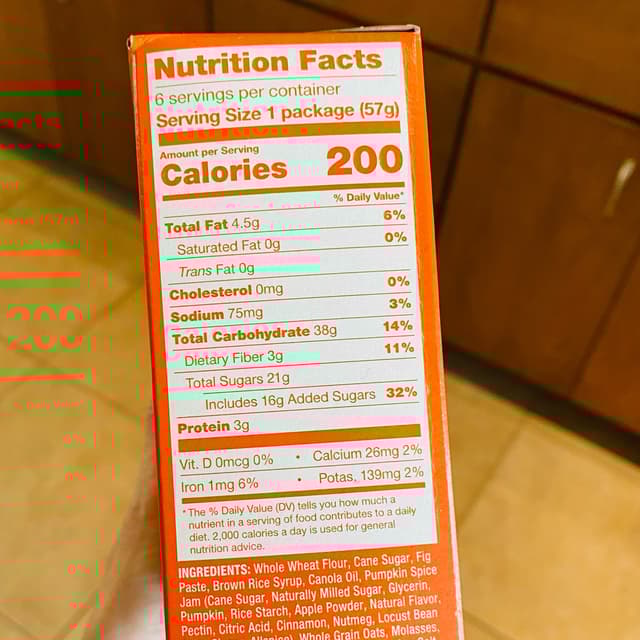 Nutrition Facts
6 servings per container
Serving Size 1 package (57g)
Amount per Serving
Calories 200
% Daily Value*
Total Fat 4.5g 6%
Saturated Fat 0g 0%
Trans Fat 0g
Cholesterol 0mg 0%
Sodium 75mg 3%
Total Carbohydrate 38g 14%
Dietary Fiber 3g 11%
Total Sugars 21g
Includes 16g Added Sugars 32%
Protein 3g
Vit. D 0mcg 0% • Calcium 26mg 2%
Iron 1mg 6% • Potas. 139mg 2%
*The % Daily Value (DV) tells you how much a
nutrient in a serving of food contributes to a daily
diet. 2,000 calories a day is used for general
nutrition advice.
INGREDIENTS: Whole Wheat Flour, Cane Sugar, Fig
Paste, Brown Rice Syrup, Canola Oil, Pumpkin Spice
Jam (Cane Sugar, Naturally Milled Sugar, Glycerin,
Pumpkin, Rice Starch, Apple Powder, Natural Flavor,
Pectin, Citric Acid, Cinnamon, Nutmeg, Locust Bean
Whole Grain Oats, Molasses,